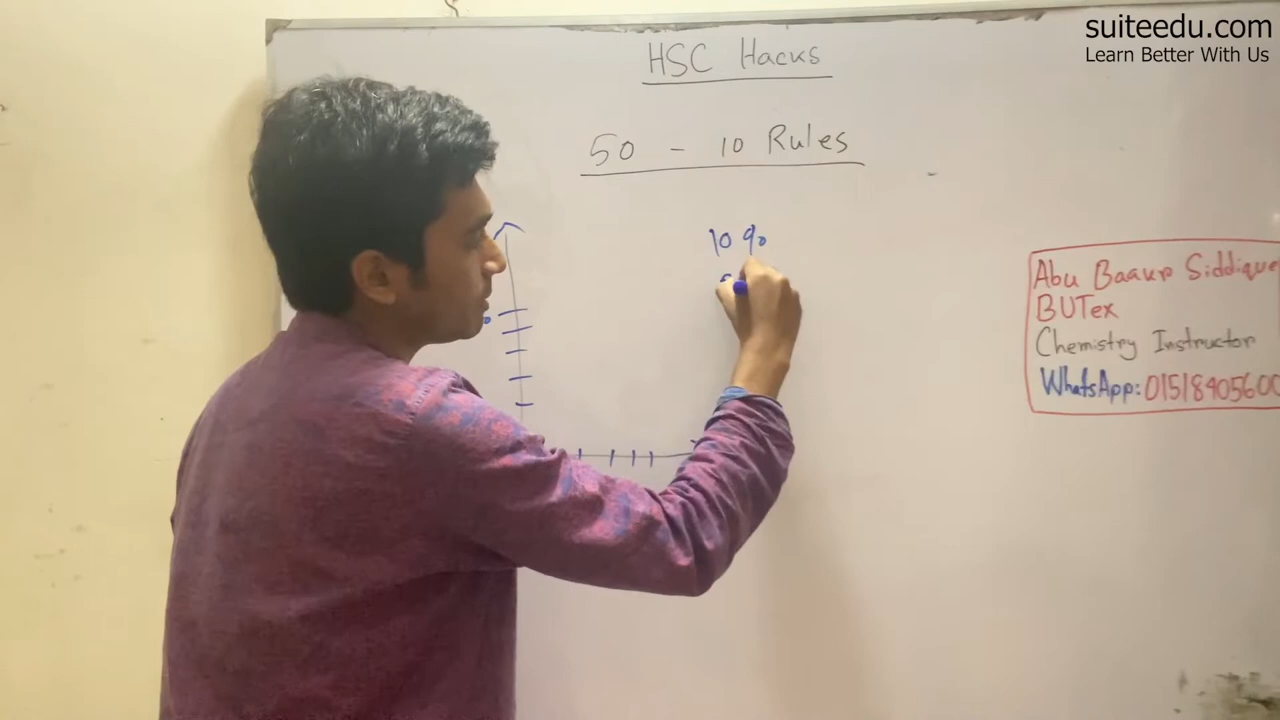 suiteedu.com
Learn Better With Us
HSC Hacks
50 - 10 Rules
10 %
Abu Baakr Siddique
BUTex
Chemistry Instructor
WhatsApp: 0151840560